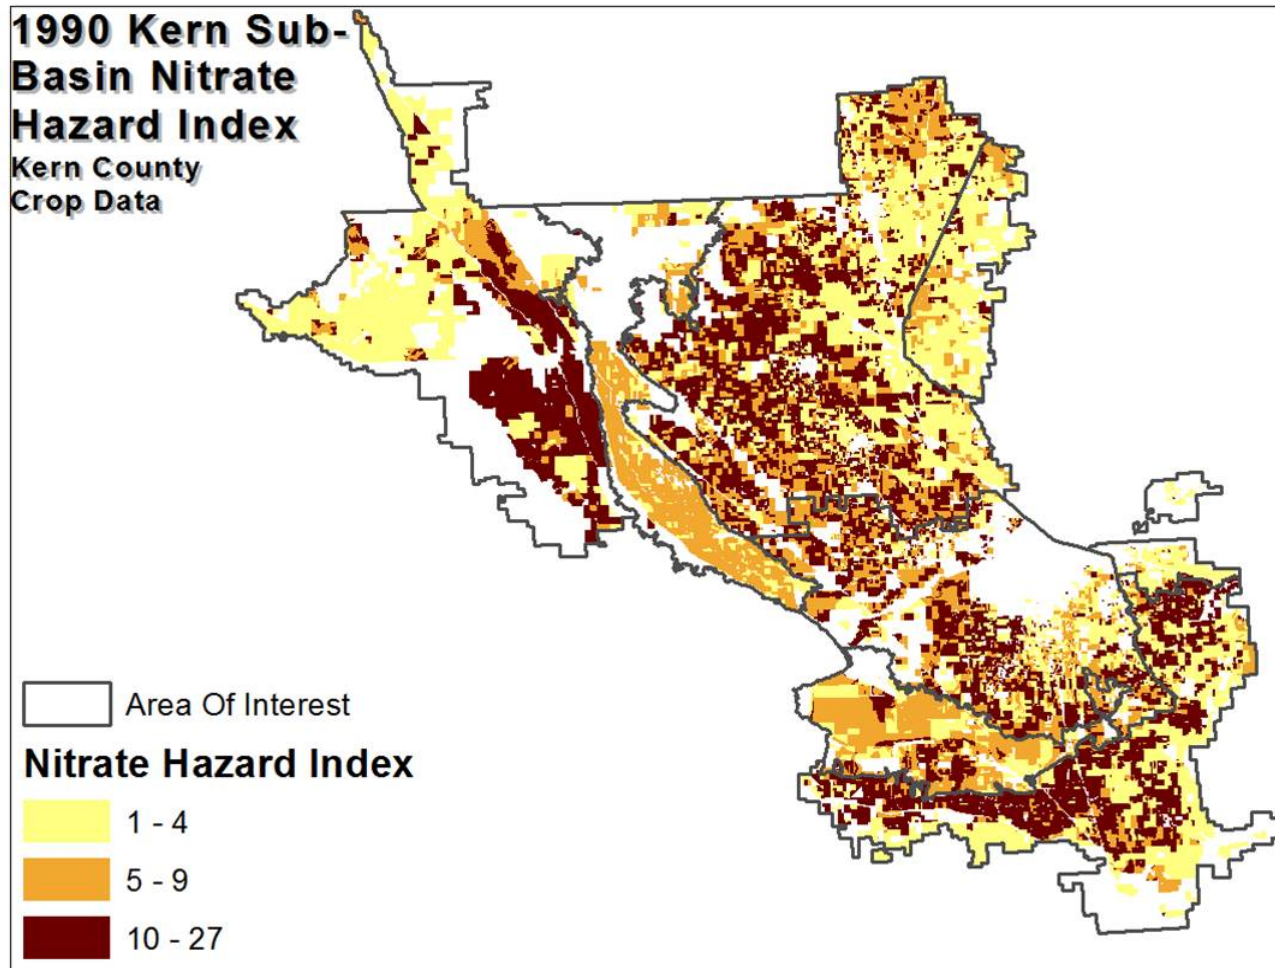 1990 Kern Sub-
Basin Nitrate
Hazard Index
Kern County
Crop Data
Area Of Interest
Nitrate Hazard Index
1 - 4
5 - 9
10 - 27